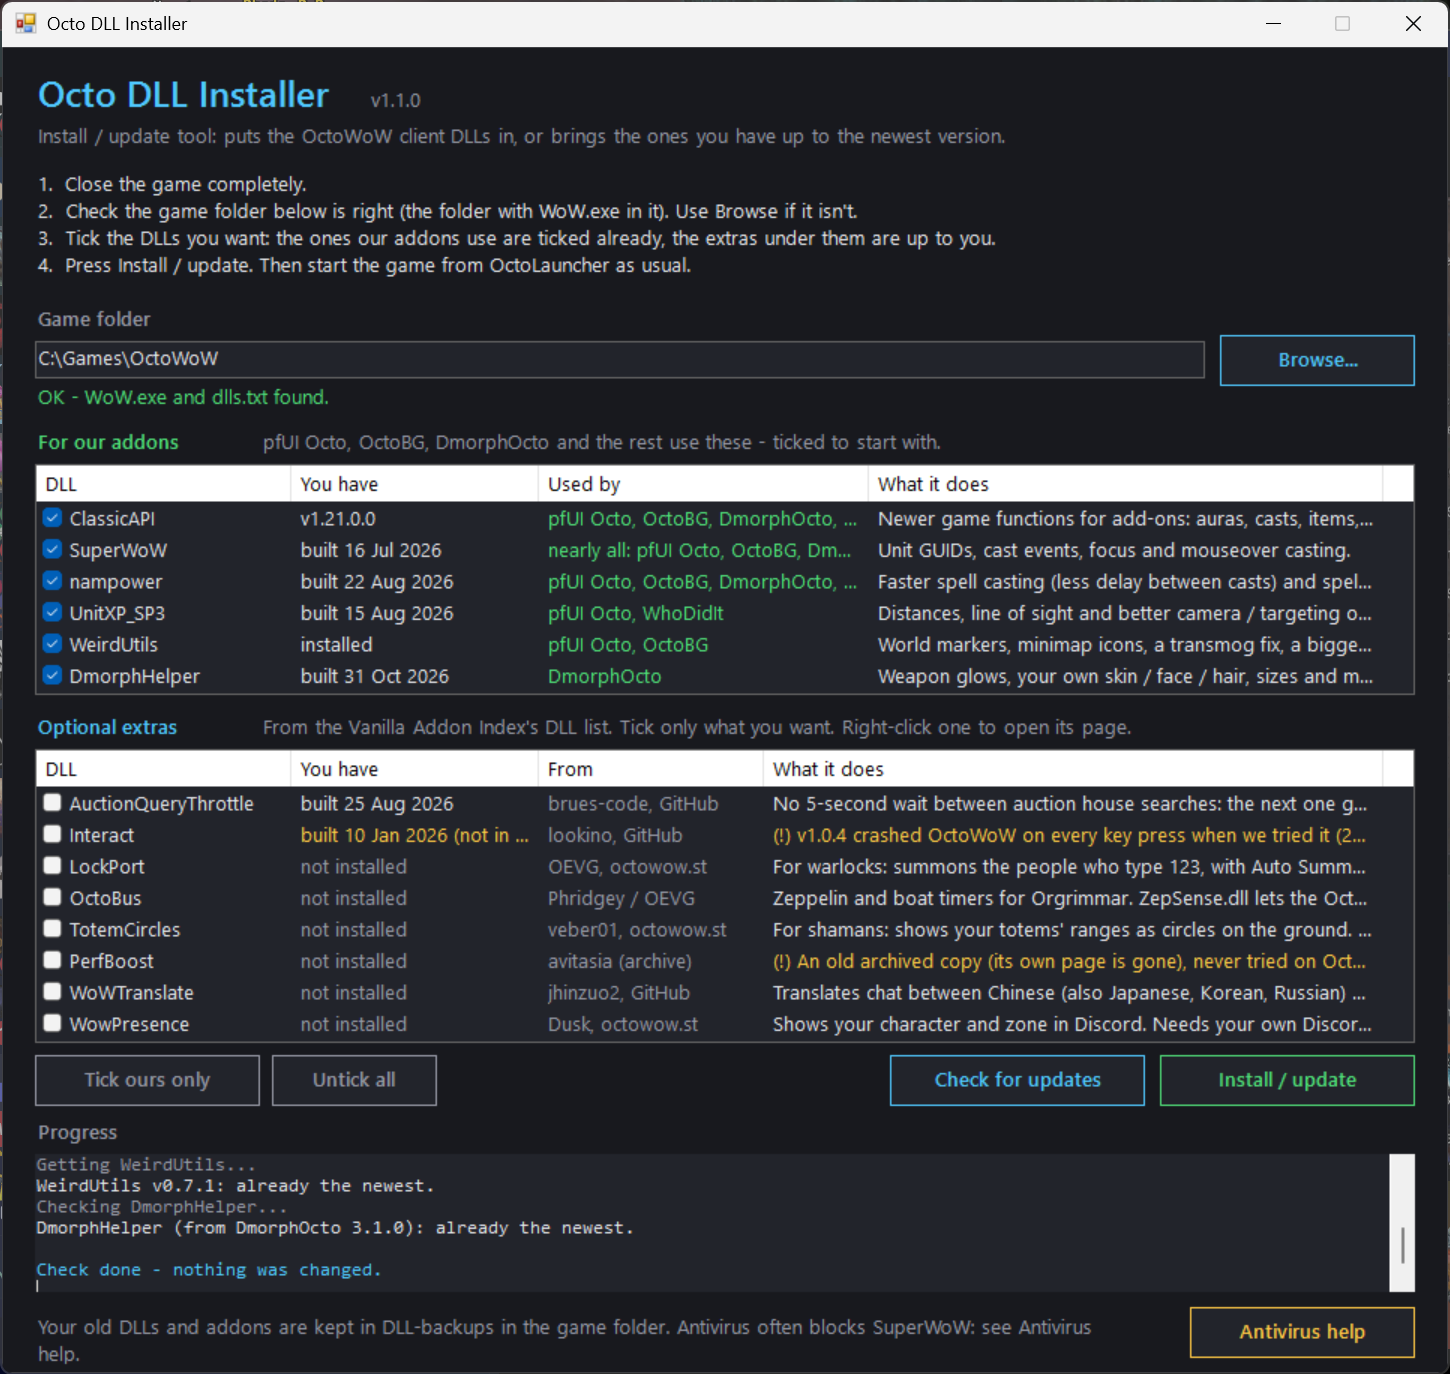 Octo DLL Installer
Octo DLL Installer v1.1.0
Install / update tool: puts the OctoWoW client DLLs in, or brings the ones you have up to the newest version.
1. Close the game completely.
2. Check the game folder below is right (the folder with WoW.exe in it). Use Browse if it isn't.
3. Tick the DLLs you want: the ones our addons use are ticked already, the extras under them are up to you.
4. Press Install / update. Then start the game from OctoLauncher as usual.
Game folder
C:\Games\OctoWoW Browse...
OK - WoW.exe and dlls.txt found.
For our addons pfUI Octo, OctoBG, DmorphOcto and the rest use these - ticked to start with.
DLL You have Used by What it does
ClassicAPI v1.21.0.0 pfUI Octo, OctoBG, DmorphOcto, ... Newer game functions for add-ons: auras, casts, items,...
SuperWoW built 16 Jul 2026 nearly all: pfUI Octo, OctoBG, Dm... Unit GUIDs, cast events, focus and mouseover casting.
nampower built 22 Aug 2026 pfUI Octo, OctoBG, DmorphOcto, ... Faster spell casting (less delay between casts) and spel...
UnitXP_SP3 built 15 Aug 2026 pfUI Octo, WhoDidIt Distances, line of sight and better camera / targeting o...
WeirdUtils installed pfUI Octo, OctoBG World markers, minimap icons, a transmog fix, a bigge...
DmorphHelper built 31 Oct 2026 DmorphOcto Weapon glows, your own skin / face / hair, sizes and m...
Optional extras From the Vanilla Addon Index's DLL list. Tick only what you want. Right-click one to open its page.
DLL You have From What it does
AuctionQueryThrottle built 25 Aug 2026 brues-code, GitHub No 5-second wait between auction house searches: the next one g...
Interact built 10 Jan 2026 (not in ... lookino, GitHub (!) v1.0.4 crashed OctoWoW on every key press when we tried it (2...
LockPort not installed OEVG, octowow.st For warlocks: summons the people who type 123, with Auto Summ...
OctoBus not installed Phridgey / OEVG Zeppelin and boat timers for Orgrimmar. ZepSense.dll lets the Oct...
TotemCircles not installed veber01, octowow.st For shamans: shows your totems' ranges as circles on the ground. ...
PerfBoost not installed avitasia (archive) (!) An old archived copy (its own page is gone), never tried on Oct...
WoWTranslate not installed jhinzuo2, GitHub Translates chat between Chinese (also Japanese, Korean, Russian) ...
WowPresence not installed Dusk, octowow.st Shows your character and zone in Discord. Needs your own Discor...
Tick ours only Untick all Check for updates Install / update
Progress
Getting WeirdUtils...
WeirdUtils v0.7.1: already the newest.
Checking DmorphHelper...
DmorphHelper (from DmorphOcto 3.1.0): already the newest.
Check done - nothing was changed.
Your old DLLs and addons are kept in DLL-backups in the game folder. Antivirus often blocks SuperWoW: see Antivirus
help.
Antivirus help